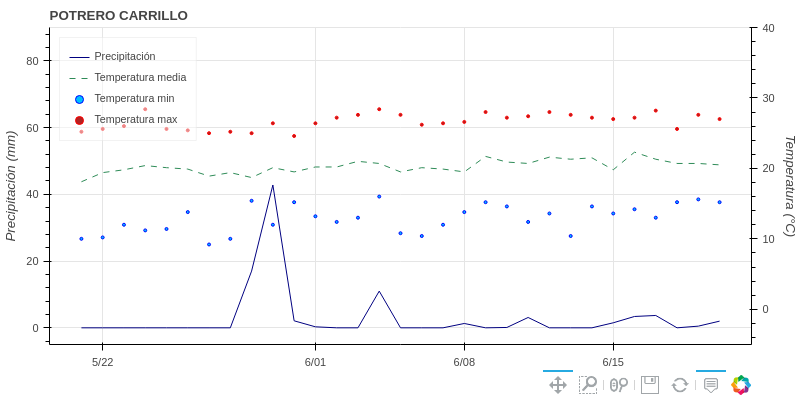 POTRERO CARRILLO
Precipitación
Temperatura media
Temperatura min
Temperatura max
Precipitación (mm)
80
60
40
20
0
Temperatura (°C)
40
30
20
10
0
5/22
6/01
6/08
6/15